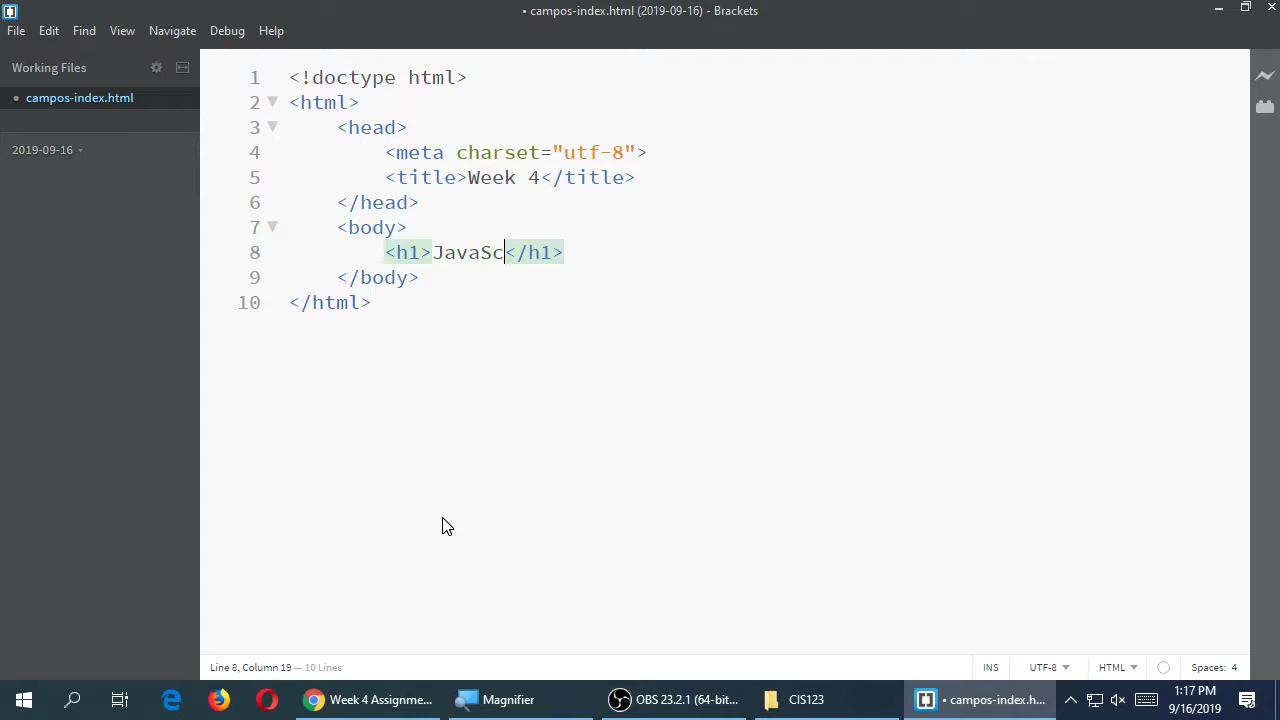 • campos-index.html (2019-09-16) - Brackets
File Edit Find View Navigate Debug Help
Working Files
• campos-index.html
2019-09-16
1 <!doctype html>
2 <html>
3 <head>
4 <meta charset="utf-8">
5 <title>Week 4</title>
6 </head>
7 <body>
8 <h1>JavaSc</h1>
9 </body>
10 </html>
Line 8, Column 19 — 10 Lines
INS UTF-8 HTML Spaces: 4
Week 4 Assignme... Magnifier OBS 23.2.1 (64-bit... CIS123 • campos-index.h...
1:17 PM
9/16/2019